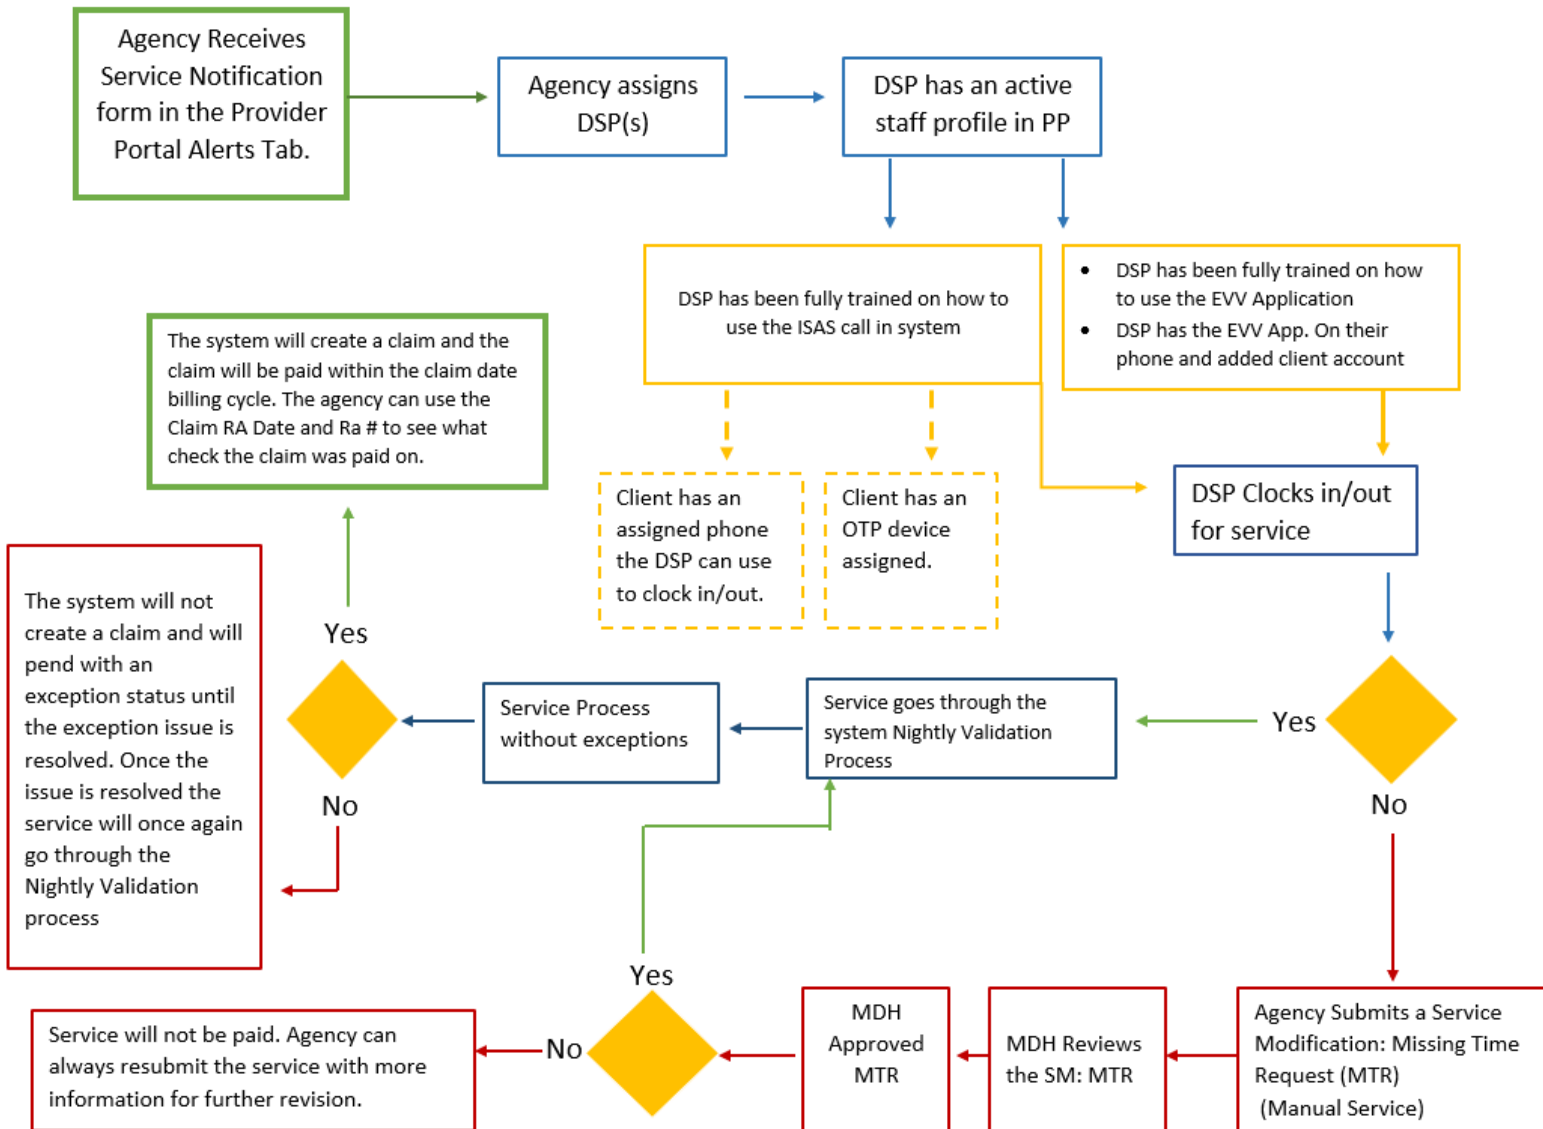 Agency Receives
Service Notification
form in the Provider
Portal Alerts Tab.
Agency assigns
DSP(s)
DSP has an active
staff profile in PP
DSP has been fully trained on how to
use the ISAS call in system
• DSP has been fully trained on how
to use the EVV Application
• DSP has the EVV App. On their
phone and added client account
The system will create a claim and the
claim will be paid within the claim date
billing cycle. The agency can use the
Claim RA Date and Ra # to see what
check the claim was paid on.
Client has an
assigned phone
the DSP can use
to clock in/out.
Client has an
OTP device
assigned.
DSP Clocks in/out
for service
The system will not
create a claim and will
pend with an
exception status until
the exception issue is
resolved. Once the
issue is resolved the
service will once again
go through the
Nightly Validation
process
Yes
No
Service Process
without exceptions
Service goes through the
system Nightly Validation
Process
Yes
No
Yes
No
Service will not be paid. Agency can
always resubmit the service with more
information for further revision.
MDH
Approved
MTR
MDH Reviews
the SM: MTR
Agency Submits a Service
Modification: Missing Time
Request (MTR)
(Manual Service)